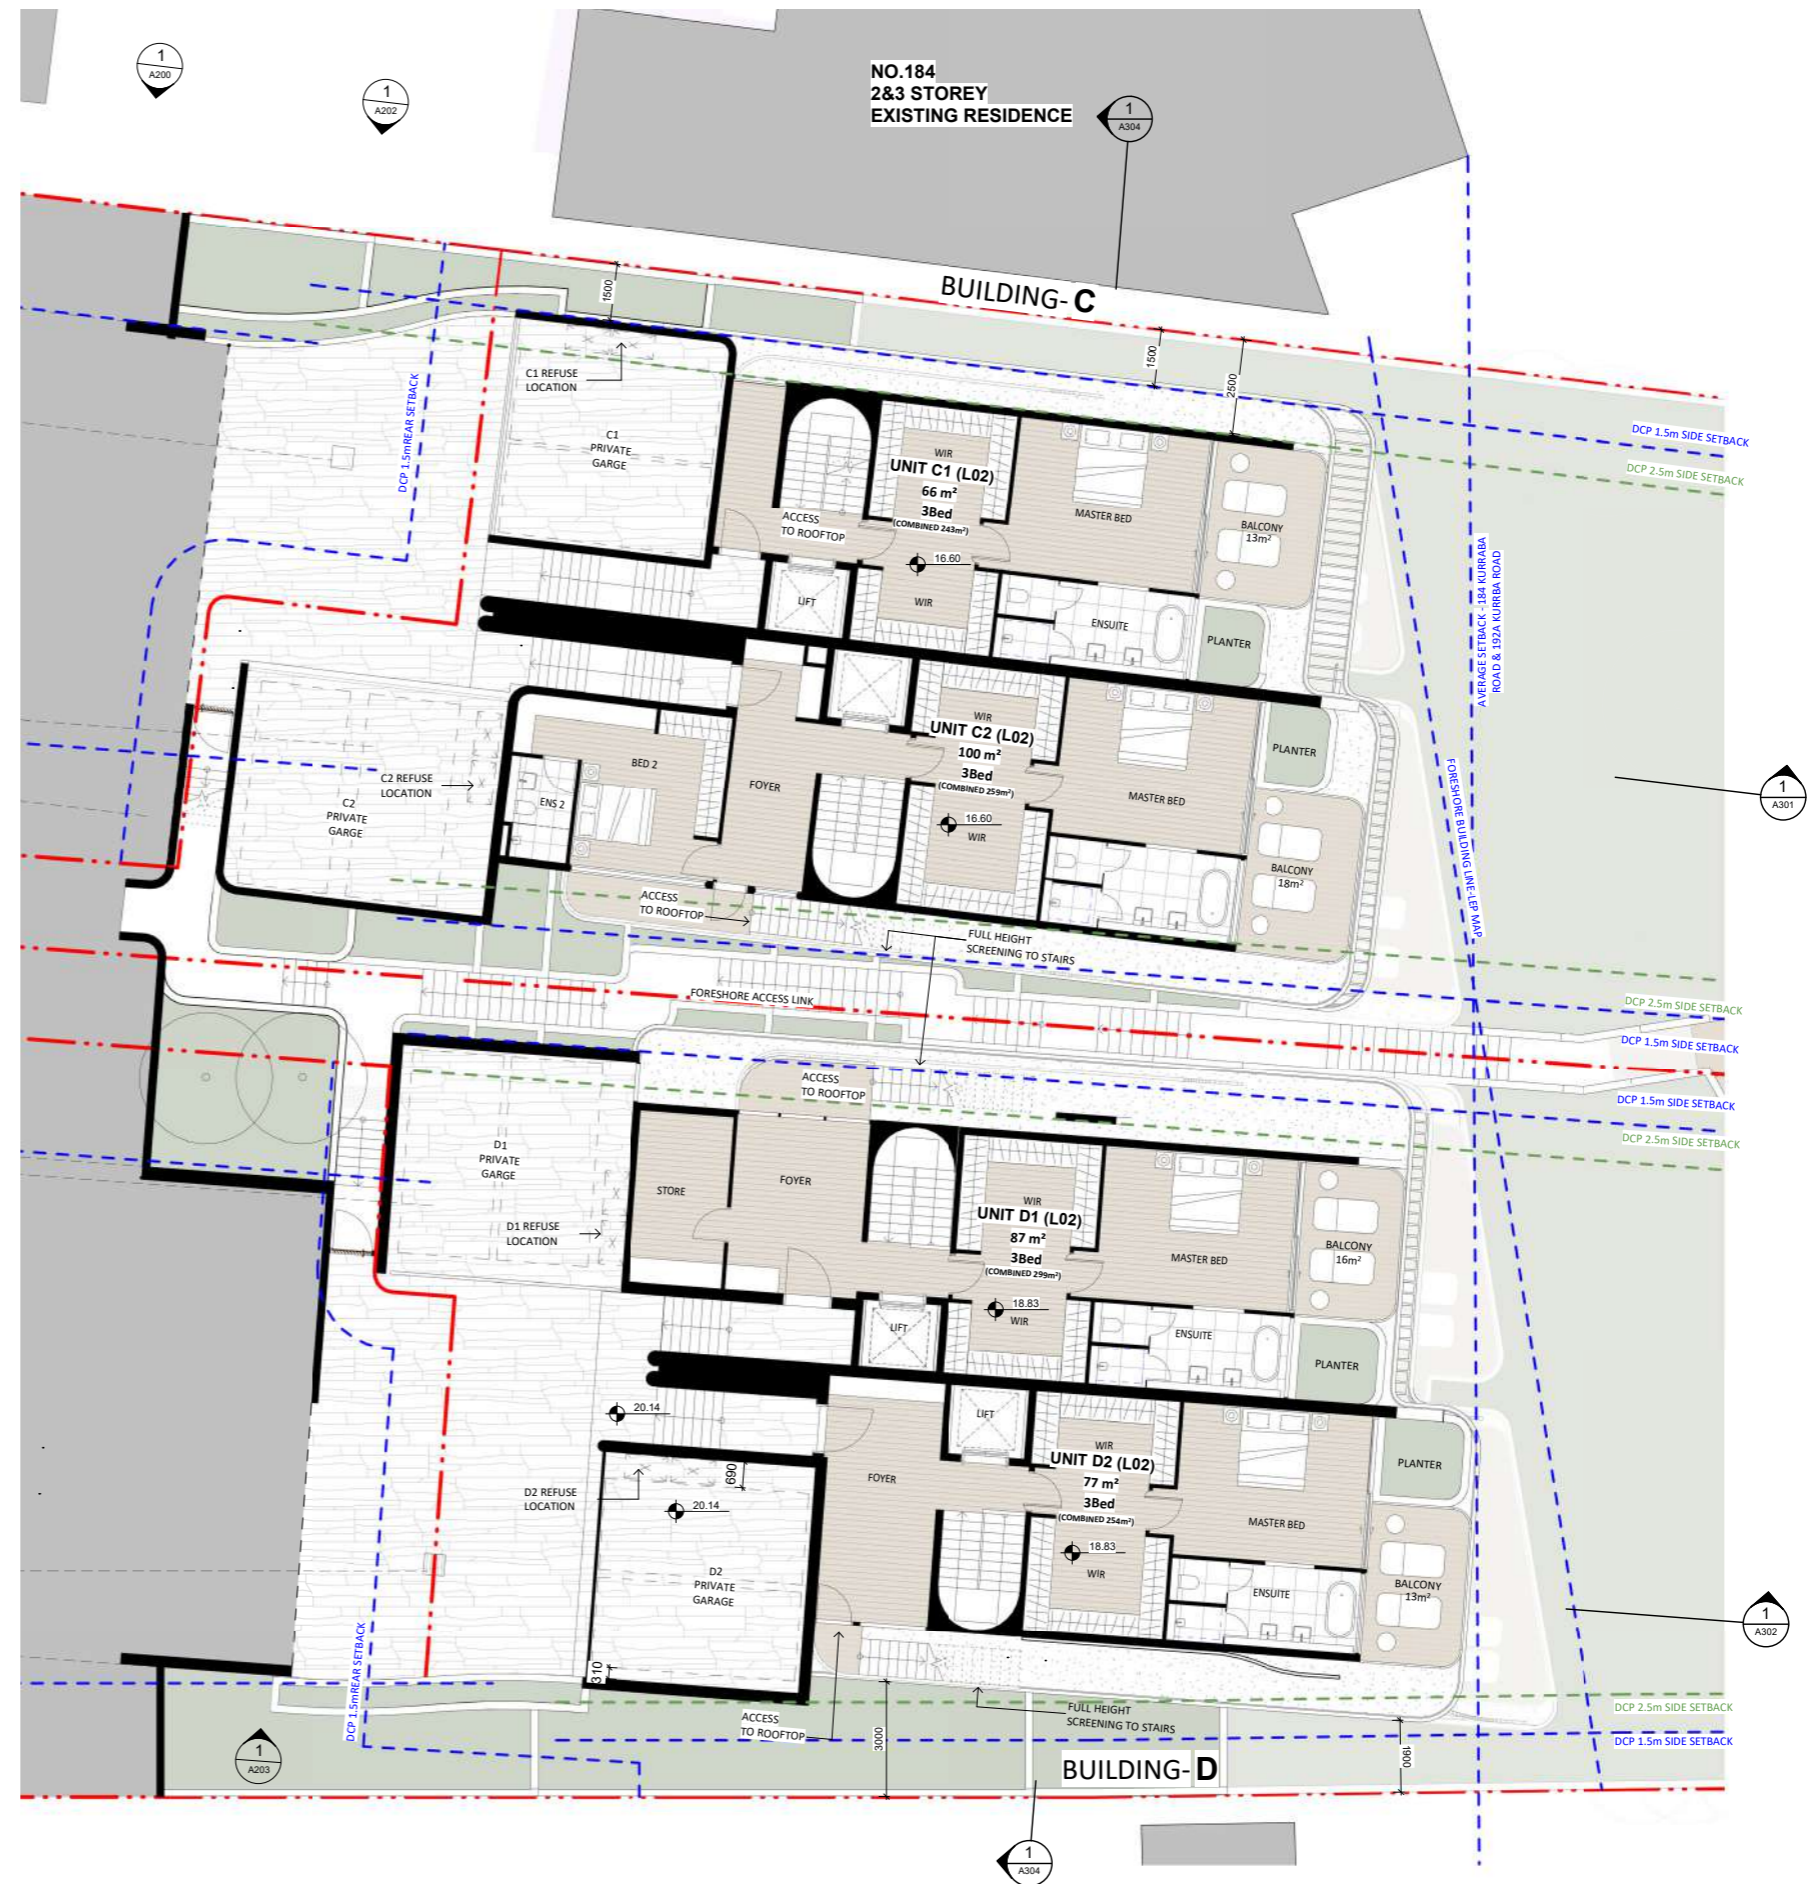 1
A200
1
A202
NO.184
2&3 STOREY
EXISTING RESIDENCE
1
A304
BUILDING- C
1500
1500
2500
DCP 1.5mREAR SETBACK
C1 REFUSE
LOCATION
C1
PRIVATE
GARGE
WIR
UNIT C1 (L02)
66 m²
3Bed
(COMBINED 243m²)
ACCESS
TO ROOFTOP
16.60
WIR
LIFT
MASTER BED
BALCONY
13m²
ENSUITE
PLANTER
DCP 1.5m SIDE SETBACK
DCP 2.5m SIDE SETBACK
AVERAGE SETBACK - 184 KURRABA
ROAD & 192A KURRBA ROAD
FORESHORE BUILDING LINE-LEP MAP
1
A301
C2 REFUSE
LOCATION
C2
PRIVATE
GARGE
BED 2
ENS 2
FOYER
WIR
UNIT C2 (L02)
100 m²
3Bed
(COMBINED 259m²)
16.60
WIR
MASTER BED
PLANTER
BALCONY
18m²
ACCESS
TO ROOFTOP
FULL HEIGHT
SCREENING TO STAIRS
FORESHORE ACCESS LINK
DCP 2.5m SIDE SETBACK
DCP 1.5m SIDE SETBACK
DCP 1.5m SIDE SETBACK
DCP 2.5m SIDE SETBACK
ACCESS
TO ROOFTOP
D1
PRIVATE
GARGE
D1 REFUSE
LOCATION
STORE
FOYER
WIR
UNIT D1 (L02)
87 m²
3Bed
(COMBINED 299m²)
18.83
WIR
LIFT
MASTER BED
BALCONY
16m²
ENSUITE
PLANTER
20.14
LIFT
FOYER
WIR
UNIT D2 (L02)
77 m²
3Bed
(COMBINED 254m²)
18.83
WIR
MASTER BED
PLANTER
BALCONY
13m²
ENSUITE
D2 REFUSE
LOCATION
690
20.14
D2
PRIVATE
GARAGE
310
1
A302
DCP 1.5mREAR SETBACK
ACCESS
TO ROOFTOP
3000
FULL HEIGHT
SCREENING TO STAIRS
1900
DCP 2.5m SIDE SETBACK
DCP 1.5m SIDE SETBACK
1
A203
BUILDING- D
1
A304